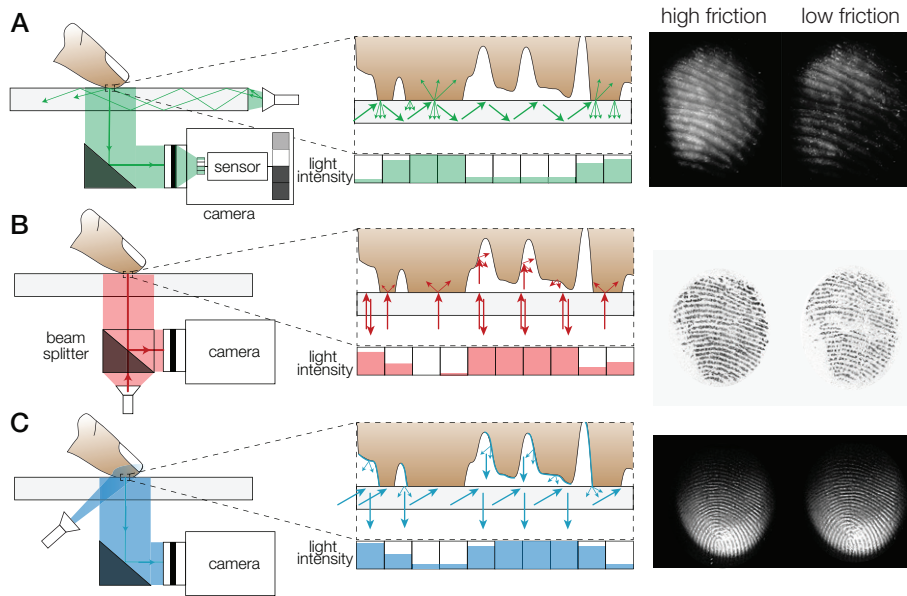 high friction
low friction
A
sensor
camera
light
intensity
B
beam
splitter
camera
light
intensity
C
camera
light
intensity